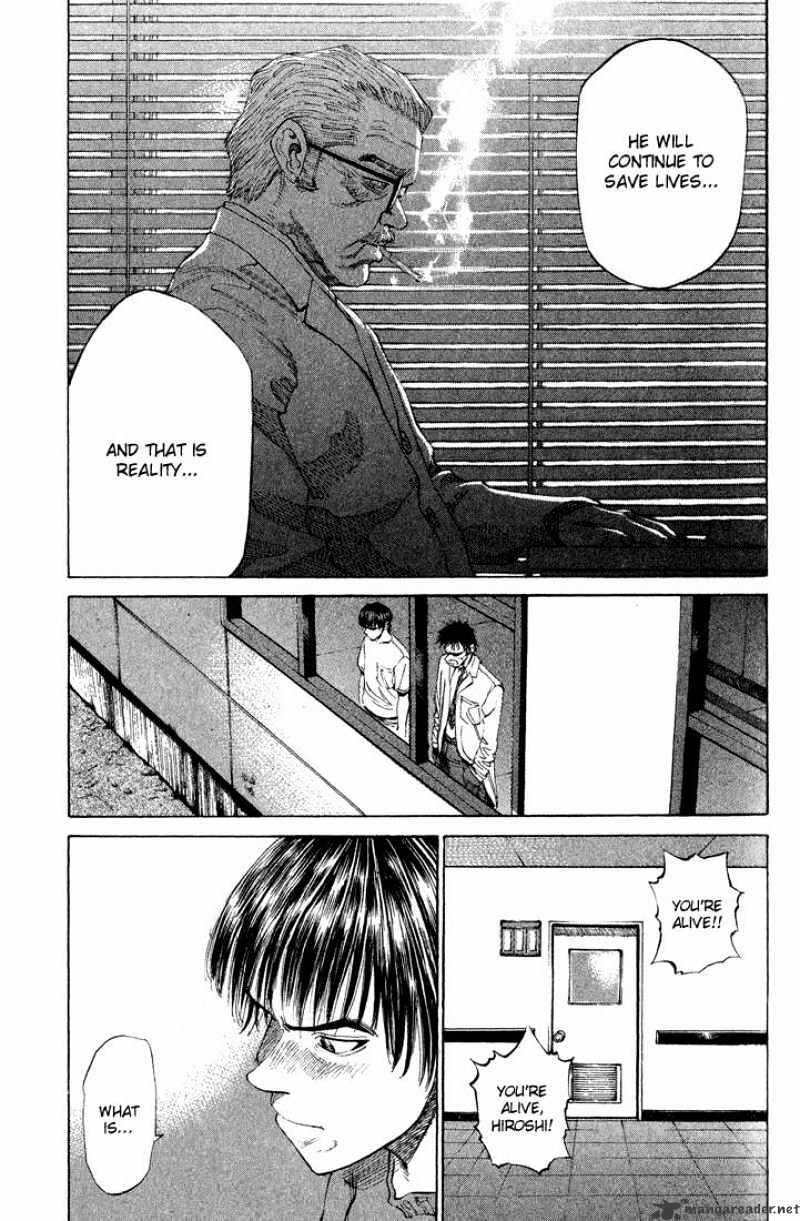 HE WILL
CONTINUE TO
SAVE LIVES...
AND THAT IS
REALITY...
YOU'RE
ALIVE!!
YOU'RE
ALIVE,
HIROSHI!
WHAT
IS...
mangareader.net